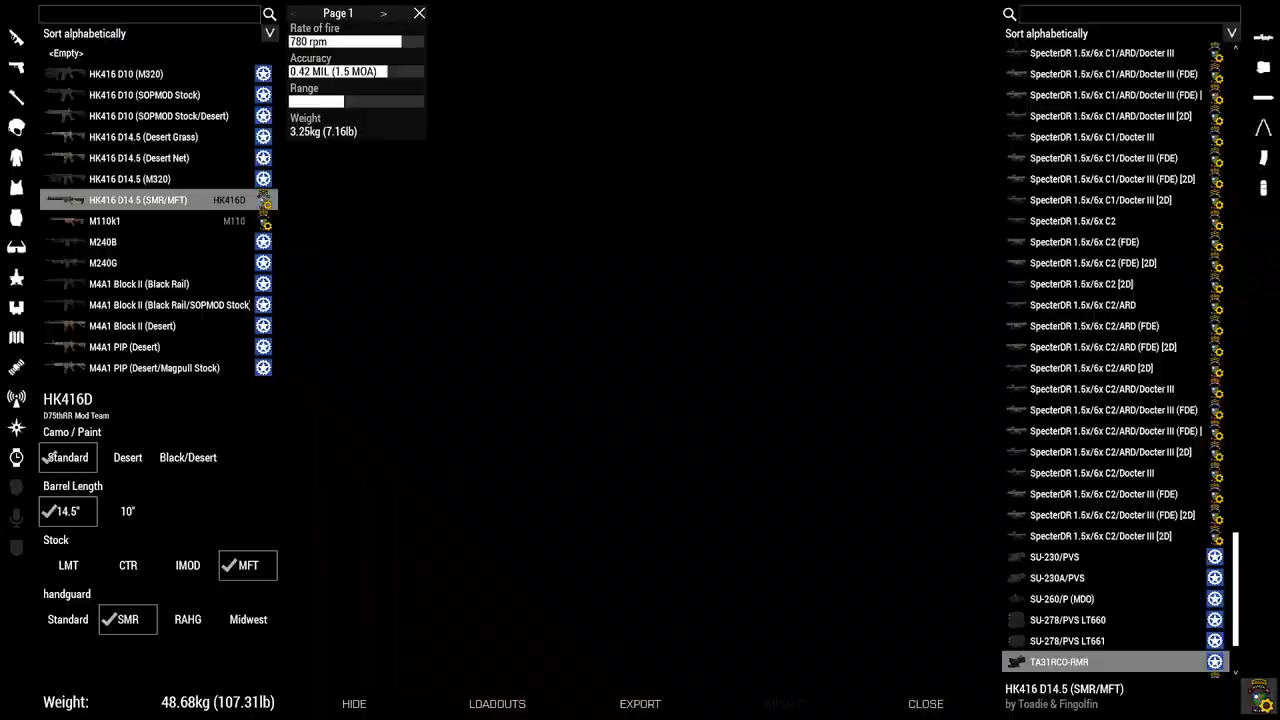 Sort alphabetically
<Empty>
HK416 D10 (M320)
HK416 D10 (SOPMOD Stock)
HK416 D10 (SOPMOD Stock/Desert)
HK416 D14.5 (Desert Grass)
HK416 D14.5 (Desert Net)
HK416 D14.5 (M320)
HK416 D14.5 (SMR/MFT) HK416D
M110k1 M110
M240B
M240G
M4A1 Block II (Black Rail)
M4A1 Block II (Black Rail/SOPMOD Stock)
M4A1 Block II (Desert)
M4A1 PIP (Desert)
M4A1 PIP (Desert/Magpull Stock)
HK416D
D75thRR Mod Team
Camo / Paint
Standard Desert Black/Desert
Barrel Length
14.5" 10"
Stock
LMT CTR IMOD MFT
handguard
Standard SMR RAHG Midwest
Weight: 48.68kg (107.31lb)
< Page 1 >
Rate of fire
780 rpm
Accuracy
0.42 MIL (1.5 MOA)
Range
Weight
3.25kg (7.16lb)
HIDE LOADOUTS EXPORT IMPORT CLOSE
Sort alphabetically
SpecterDR 1.5x/6x C1/ARD/Docter III
SpecterDR 1.5x/6x C1/ARD/Docter III (FDE)
SpecterDR 1.5x/6x C1/ARD/Docter III (FDE) [
SpecterDR 1.5x/6x C1/ARD/Docter III [2D]
SpecterDR 1.5x/6x C1/Docter III
SpecterDR 1.5x/6x C1/Docter III (FDE)
SpecterDR 1.5x/6x C1/Docter III (FDE) [2D]
SpecterDR 1.5x/6x C1/Docter III [2D]
SpecterDR 1.5x/6x C2
SpecterDR 1.5x/6x C2 (FDE)
SpecterDR 1.5x/6x C2 (FDE) [2D]
SpecterDR 1.5x/6x C2 [2D]
SpecterDR 1.5x/6x C2/ARD
SpecterDR 1.5x/6x C2/ARD (FDE)
SpecterDR 1.5x/6x C2/ARD (FDE) [2D]
SpecterDR 1.5x/6x C2/ARD [2D]
SpecterDR 1.5x/6x C2/ARD/Docter III
SpecterDR 1.5x/6x C2/ARD/Docter III (FDE)
SpecterDR 1.5x/6x C2/ARD/Docter III (FDE) [
SpecterDR 1.5x/6x C2/ARD/Docter III [2D]
SpecterDR 1.5x/6x C2/Docter III
SpecterDR 1.5x/6x C2/Docter III (FDE)
SpecterDR 1.5x/6x C2/Docter III (FDE) [2D]
SpecterDR 1.5x/6x C2/Docter III [2D]
SU-230/PVS
SU-230A/PVS
SU-260/P (MDO)
SU-278/PVS LT660
SU-278/PVS LT661
TA31RCO-RMR
HK416 D14.5 (SMR/MFT)
by Toadie & Fingolfin